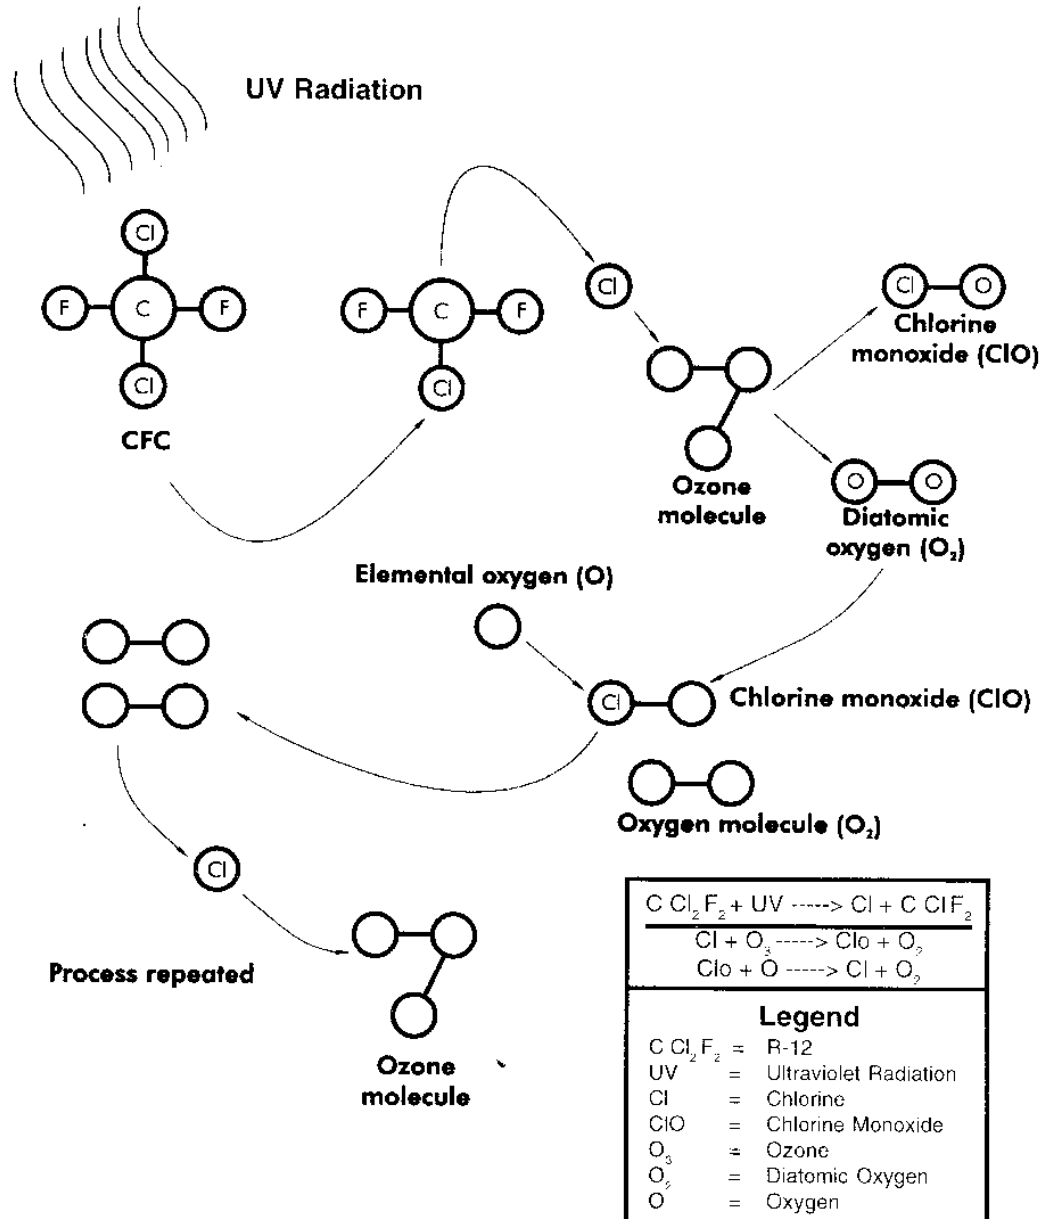 UV Radiation
Cl
F C F
Cl
CFC
F C F
Cl
Cl
Ozone
molecule
Cl O
Chlorine
monoxide (ClO)
O O
Diatomic
oxygen (O₂)
Elemental oxygen (O)
Cl
Chlorine monoxide (ClO)
Oxygen molecule (O₂)
Cl
Process repeated
Ozone
molecule
C Cl₂ F₂ + UV -----> Cl + C Cl F₂
Cl + O₃ -----> Clo + O₂
Clo + O -----> Cl + O₂
Legend
C Cl₂ F₂ = R-12
UV = Ultraviolet Radiation
Cl = Chlorine
ClO = Chlorine Monoxide
O₃ = Ozone
O₂ = Diatomic Oxygen
O = Oxygen